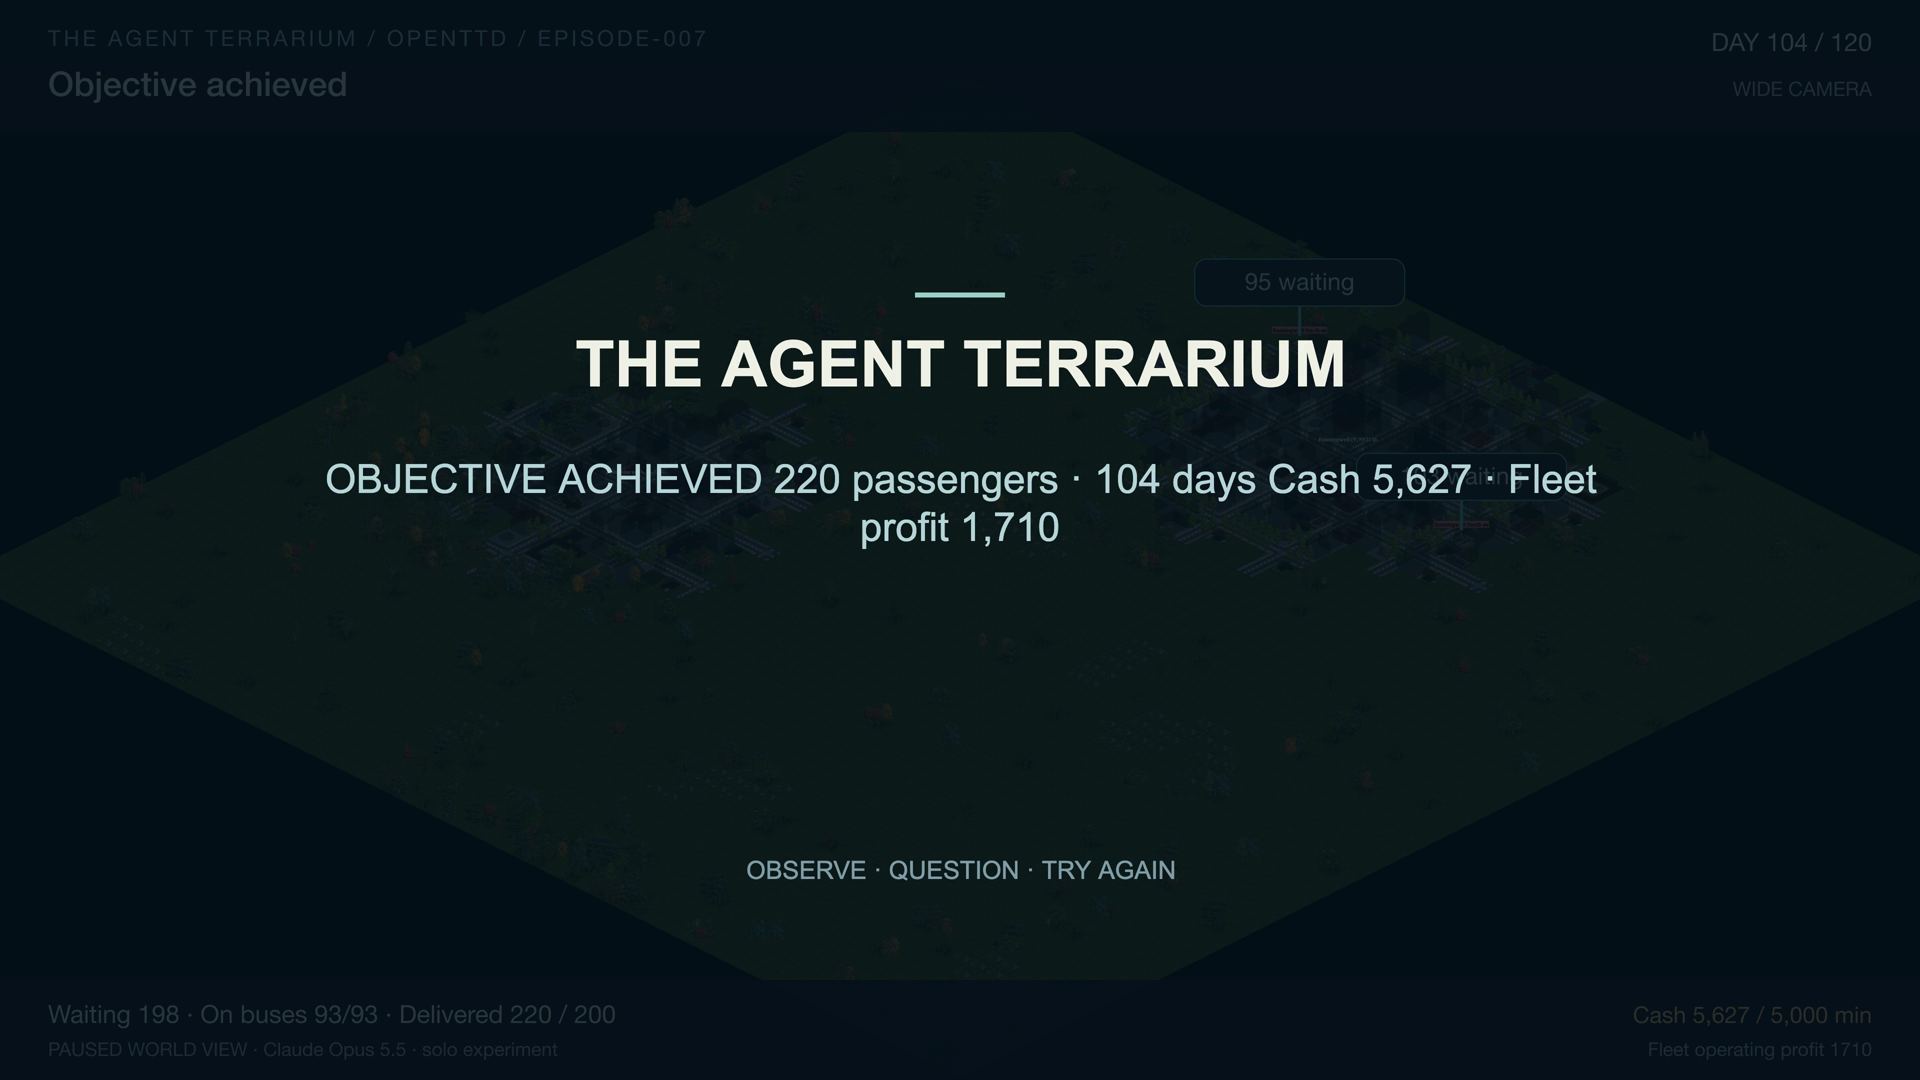 THE AGENT TERRARIUM / OPENTTD / EPISODE-007
DAY 104 / 120
Objective achieved
WIDE CAMERA
95 waiting
THE AGENT TERRARIUM
OBJECTIVE ACHIEVED 220 passengers · 104 days Cash 5,627 · Fleet
profit 1,710
waiting
OBSERVE · QUESTION · TRY AGAIN
Waiting 198 · On buses 93/93 · Delivered 220 / 200
Cash 5,627 / 5,000 min
PAUSED WORLD VIEW · Claude Opus 5.5 · solo experiment
Fleet operating profit 1710